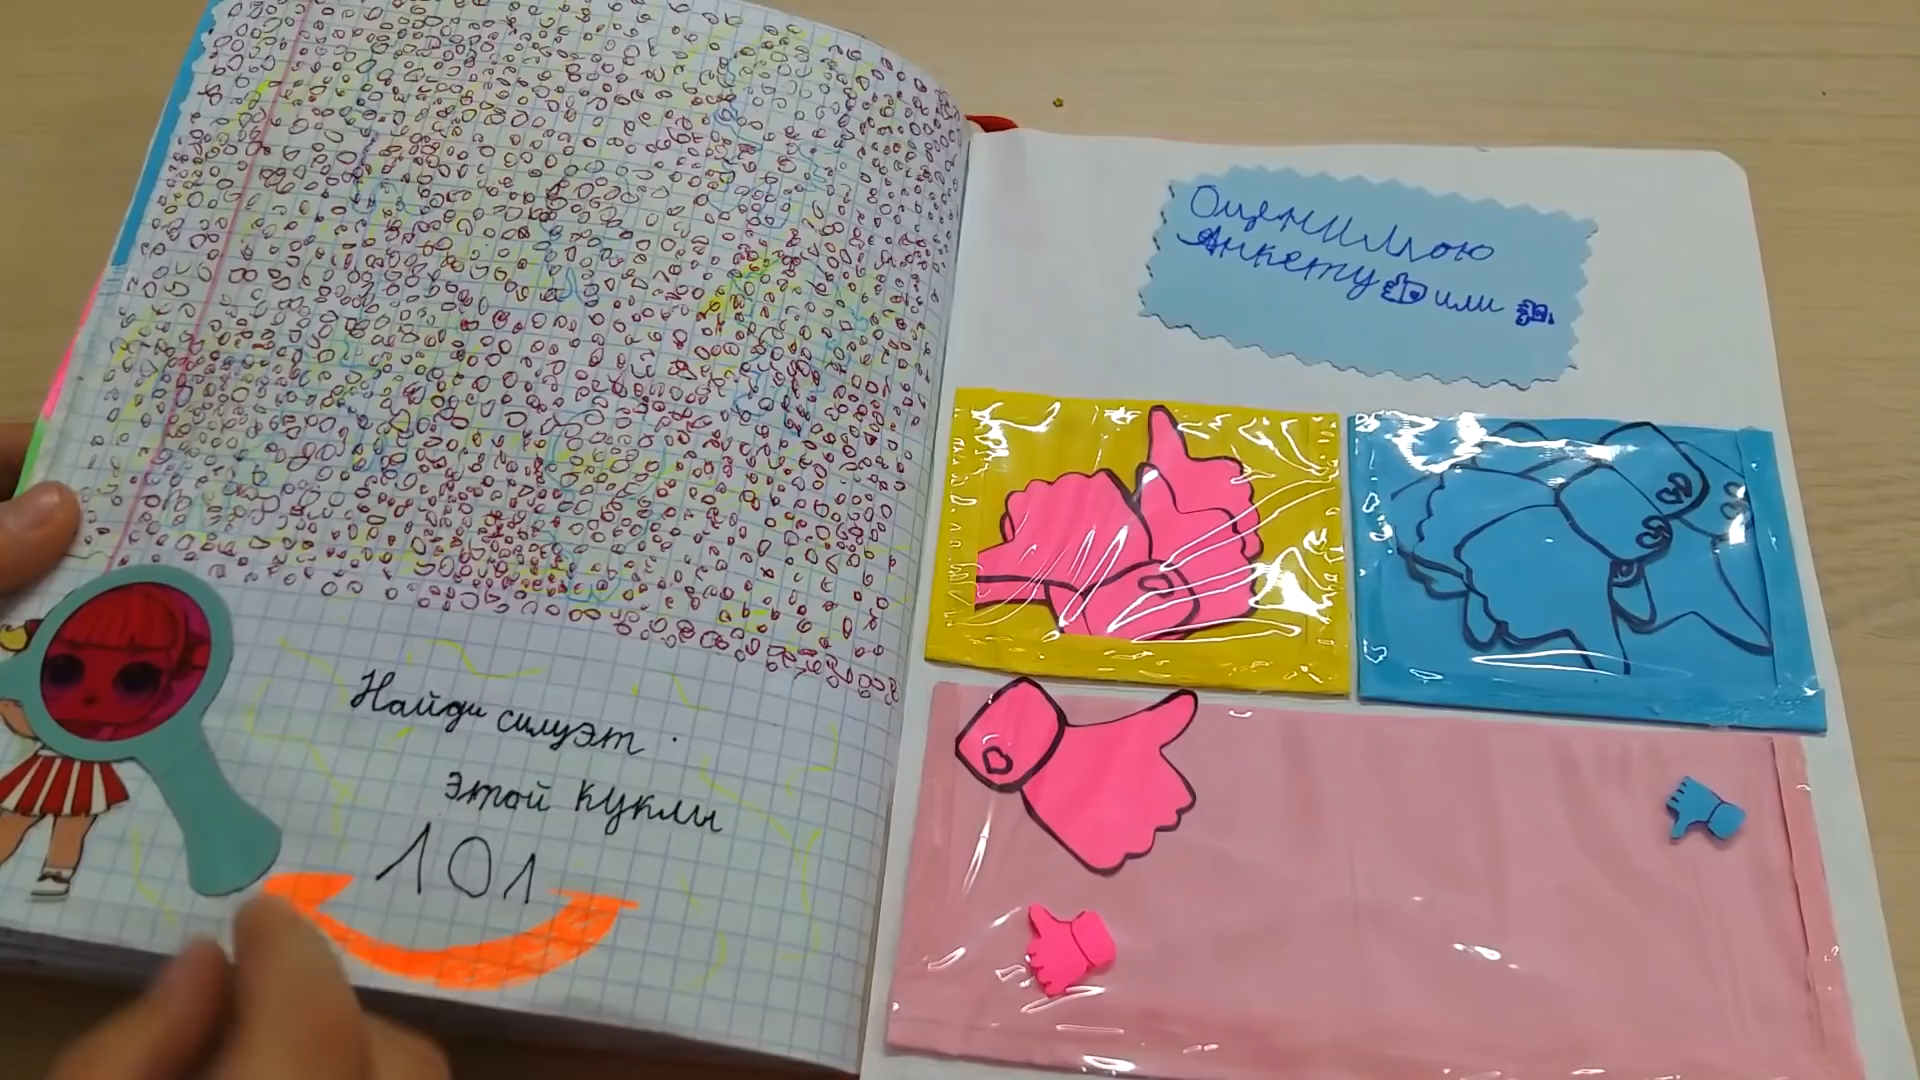 Найди силуэт
этой куклы
101
Оцени мою
Анкету или